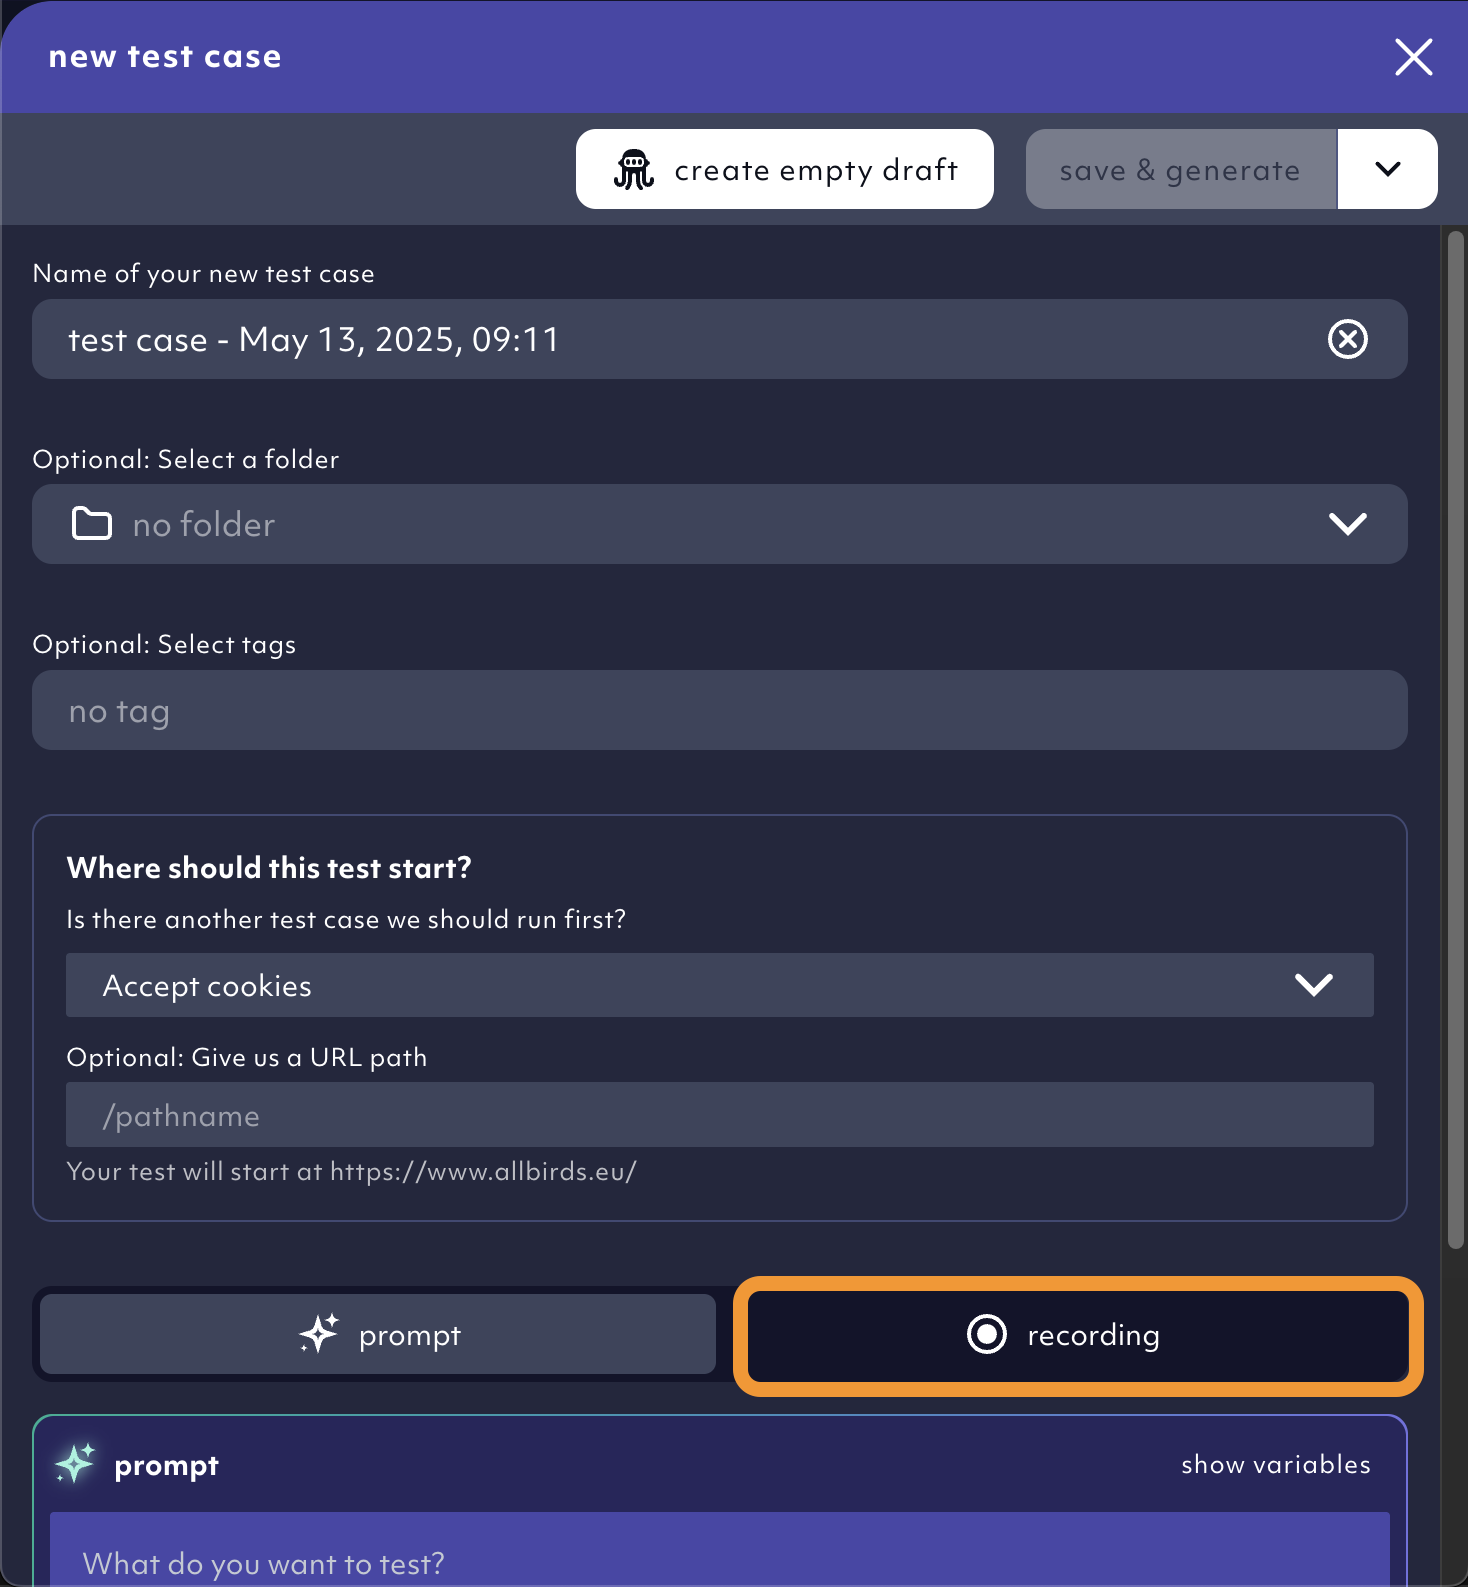 new test case
create empty draft
save & generate
Name of your new test case
test case - May 13, 2025, 09:11
Optional: Select a folder
no folder
Optional: Select tags
no tag
Where should this test start?
Is there another test case we should run first?
Accept cookies
Optional: Give us a URL path
/pathname
Your test will start at https://www.allbirds.eu/
prompt
recording
prompt
show variables
What do you want to test?